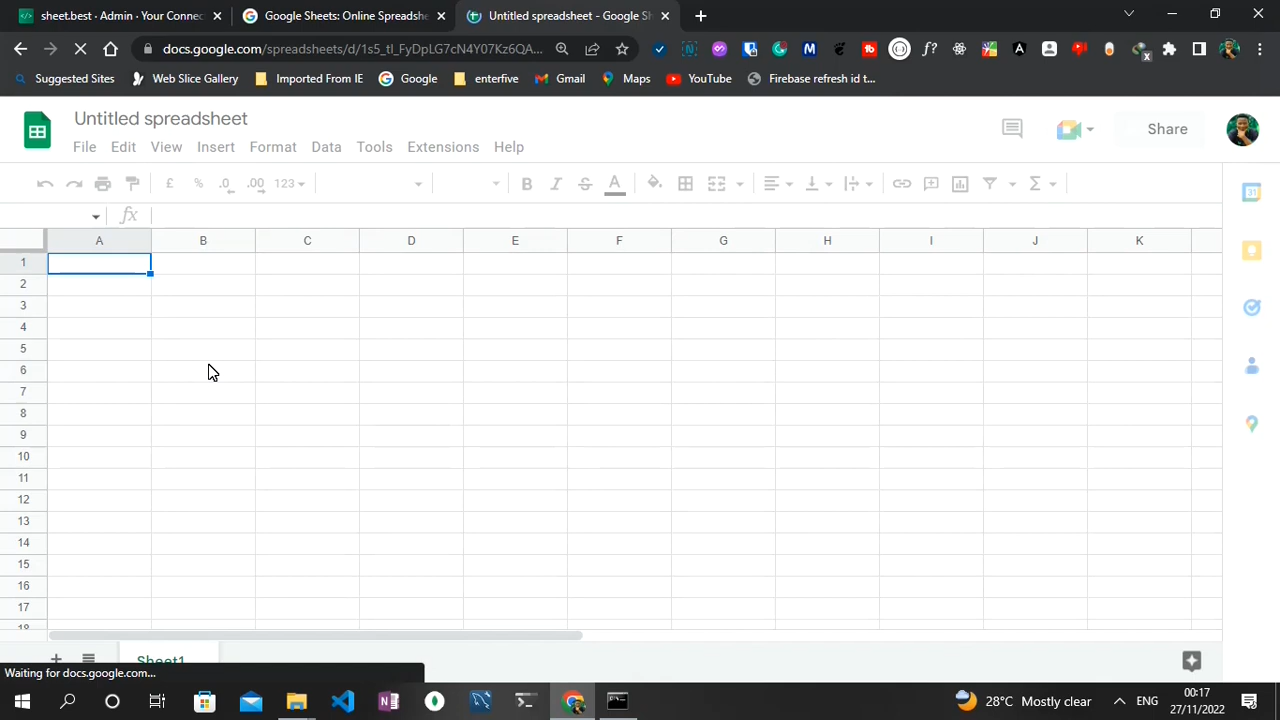 sheet.best - Admin · Your Connec
Google Sheets: Online Spreadshe
Untitled spreadsheet - Google Sh
docs.google.com/spreadsheets/d/1s5_tl_FyDpLG7cN4Y07Kz6QA...
Suggested Sites
Web Slice Gallery
Imported From IE
Google
enterfive
Gmail
Maps
YouTube
Firebase refresh id t...
Untitled spreadsheet
File Edit View Insert Format Data Tools Extensions Help
Share
£ % .0 .00 123 B I S A
fx
A B C D E F G H I J K
1
2
3
4
5
6
7
8
9
10
11
12
13
14
15
16
17
18
Sheet1
Waiting for docs.google.com...
28°C Mostly clear
ENG
00:17
27/11/2022